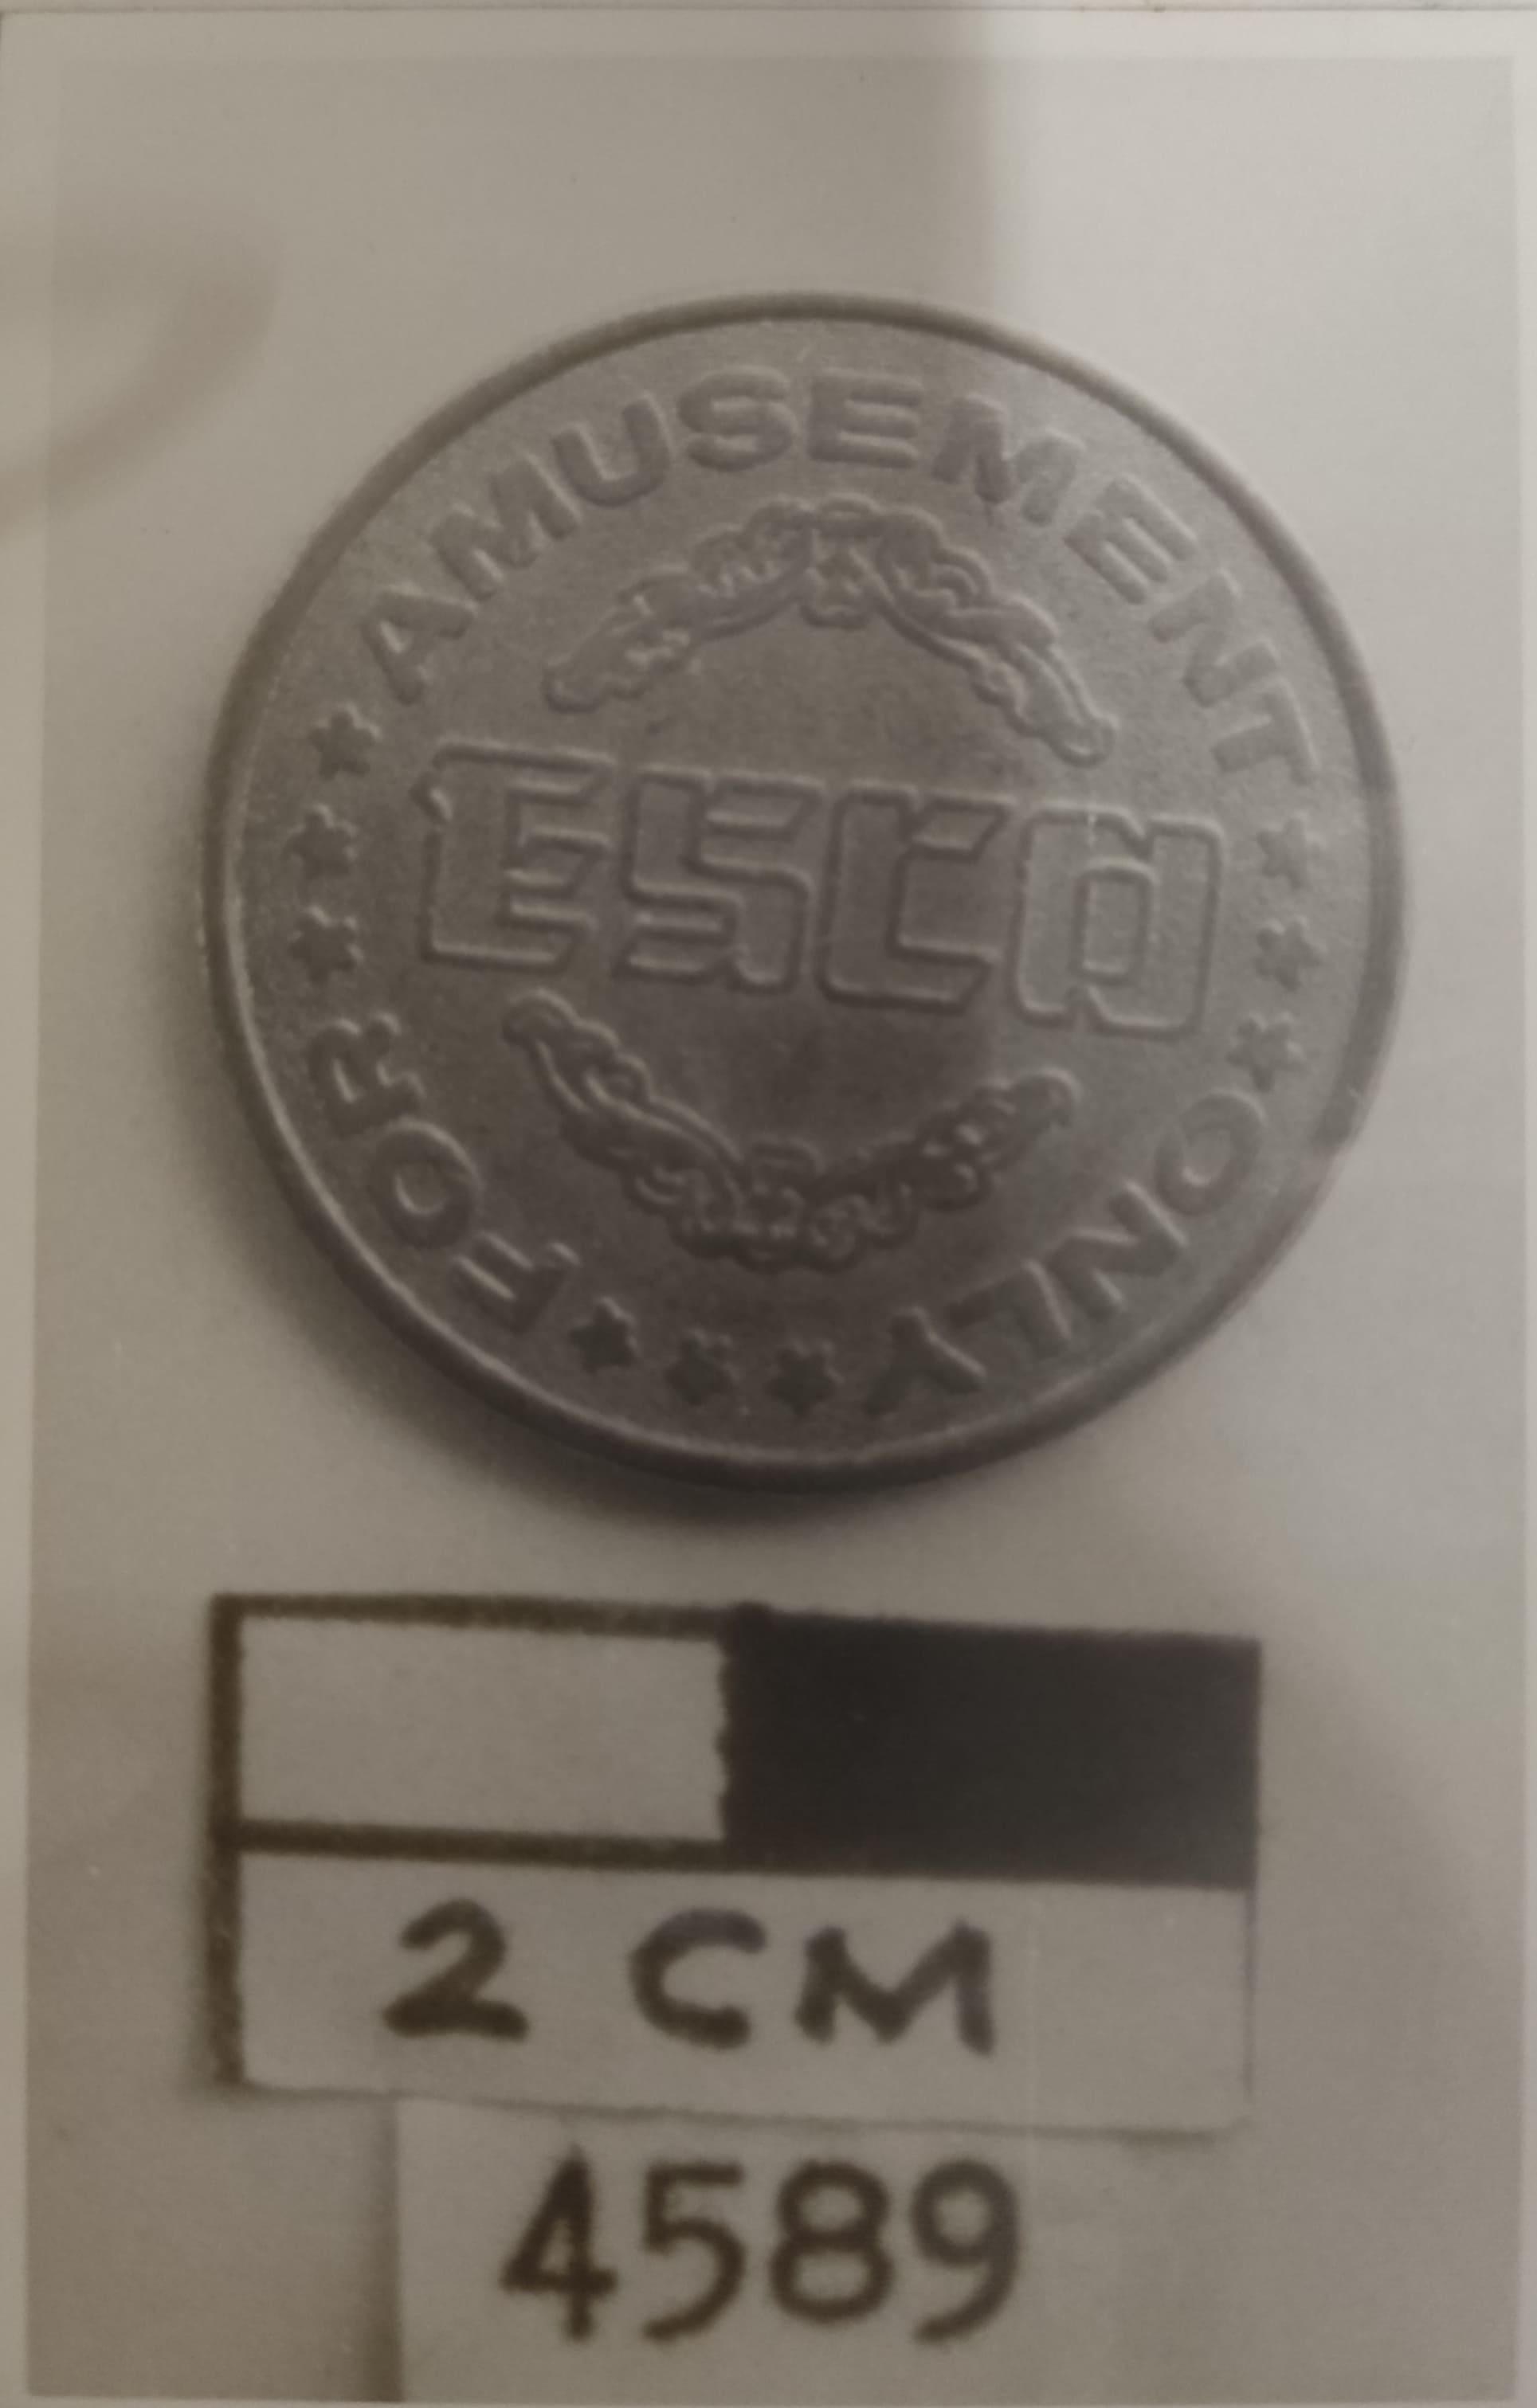 FOR ★ ★ ★ AMUSEMENT ★ ★ ★ ONLY ★ ★ ★
ESCO
2 CM
4589